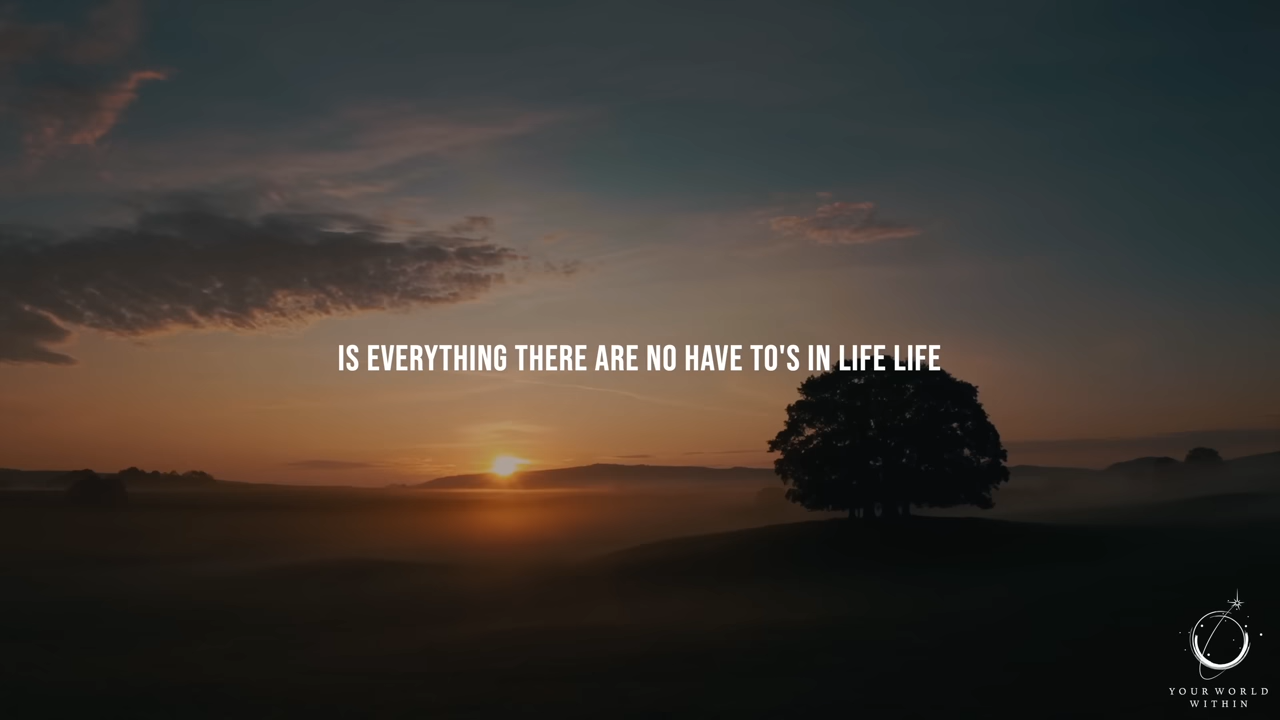 IS EVERYTHING THERE ARE NO HAVE TO'S IN LIFE LIFE
YOUR WORLD
WITHIN